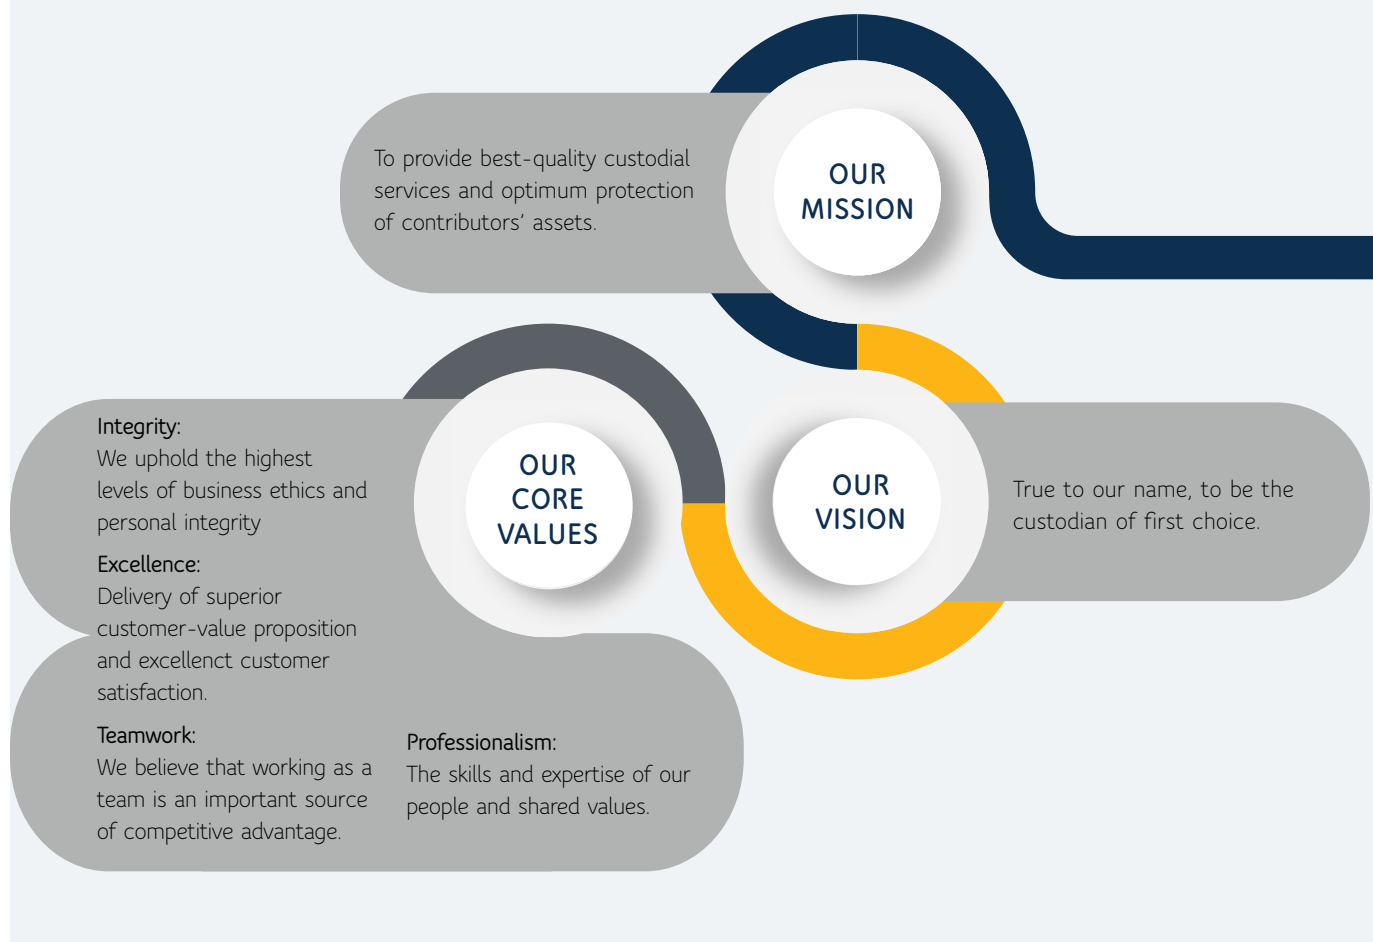 To provide best-quality custodial
services and optimum protection
of contributors’ assets.
OUR
MISSION
OUR
VISION
True to our name, to be the
custodian of first choice.
OUR
CORE
VALUES
Integrity:
We uphold the highest
levels of business ethics and
personal integrity
Excellence:
Delivery of superior
customer-value proposition
and excellenct customer
satisfaction.
Teamwork:
We believe that working as a
team is an important source
of competitive advantage.
Professionalism:
The skills and expertise of our
people and shared values.